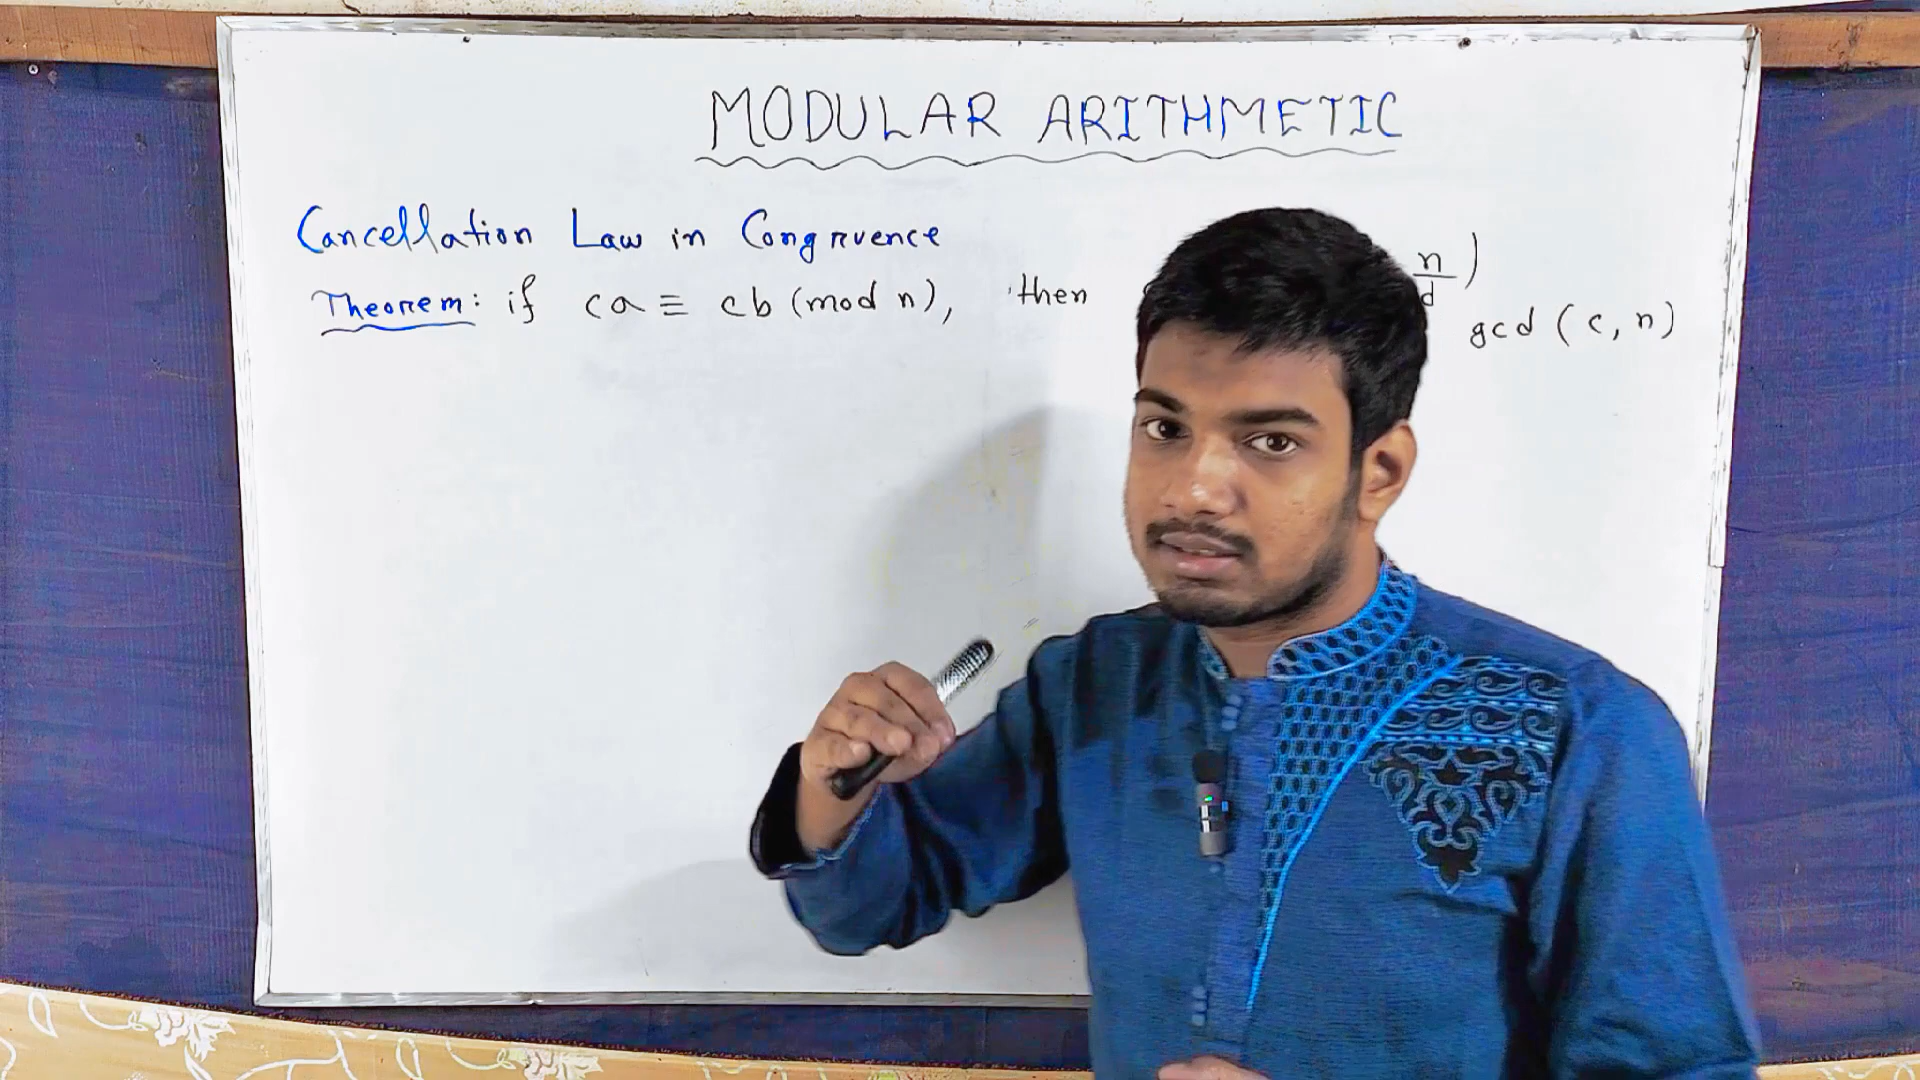 MODULAR ARITHMETIC
Cancellation Law in Congruence
Theorem: if ca ≡ cb (mod n), then n/d)
gcd (c, n)